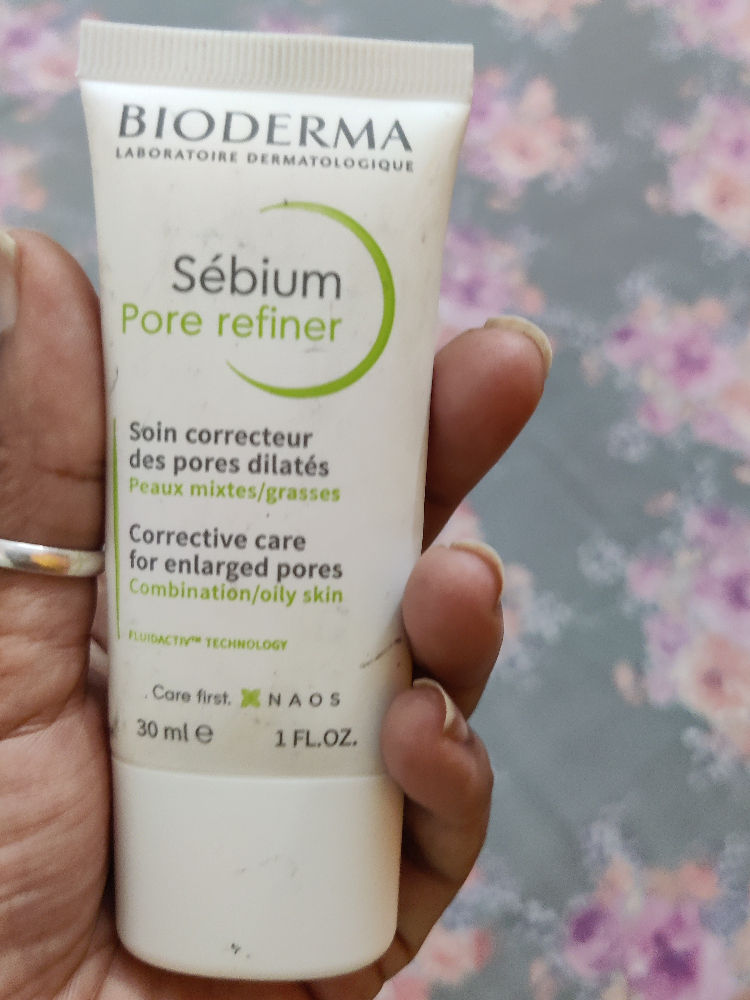 BIODERMA
LABORATOIRE DERMATOLOGIQUE
Sébium
Pore refiner
Soin correcteur
des pores dilatés
Peaux mixtes/grasses
Corrective care
for enlarged pores
Combination/oily skin
FLUIDACTIV™ TECHNOLOGY
Care first. NAOS
30 ml ℮ 1 FL.OZ.